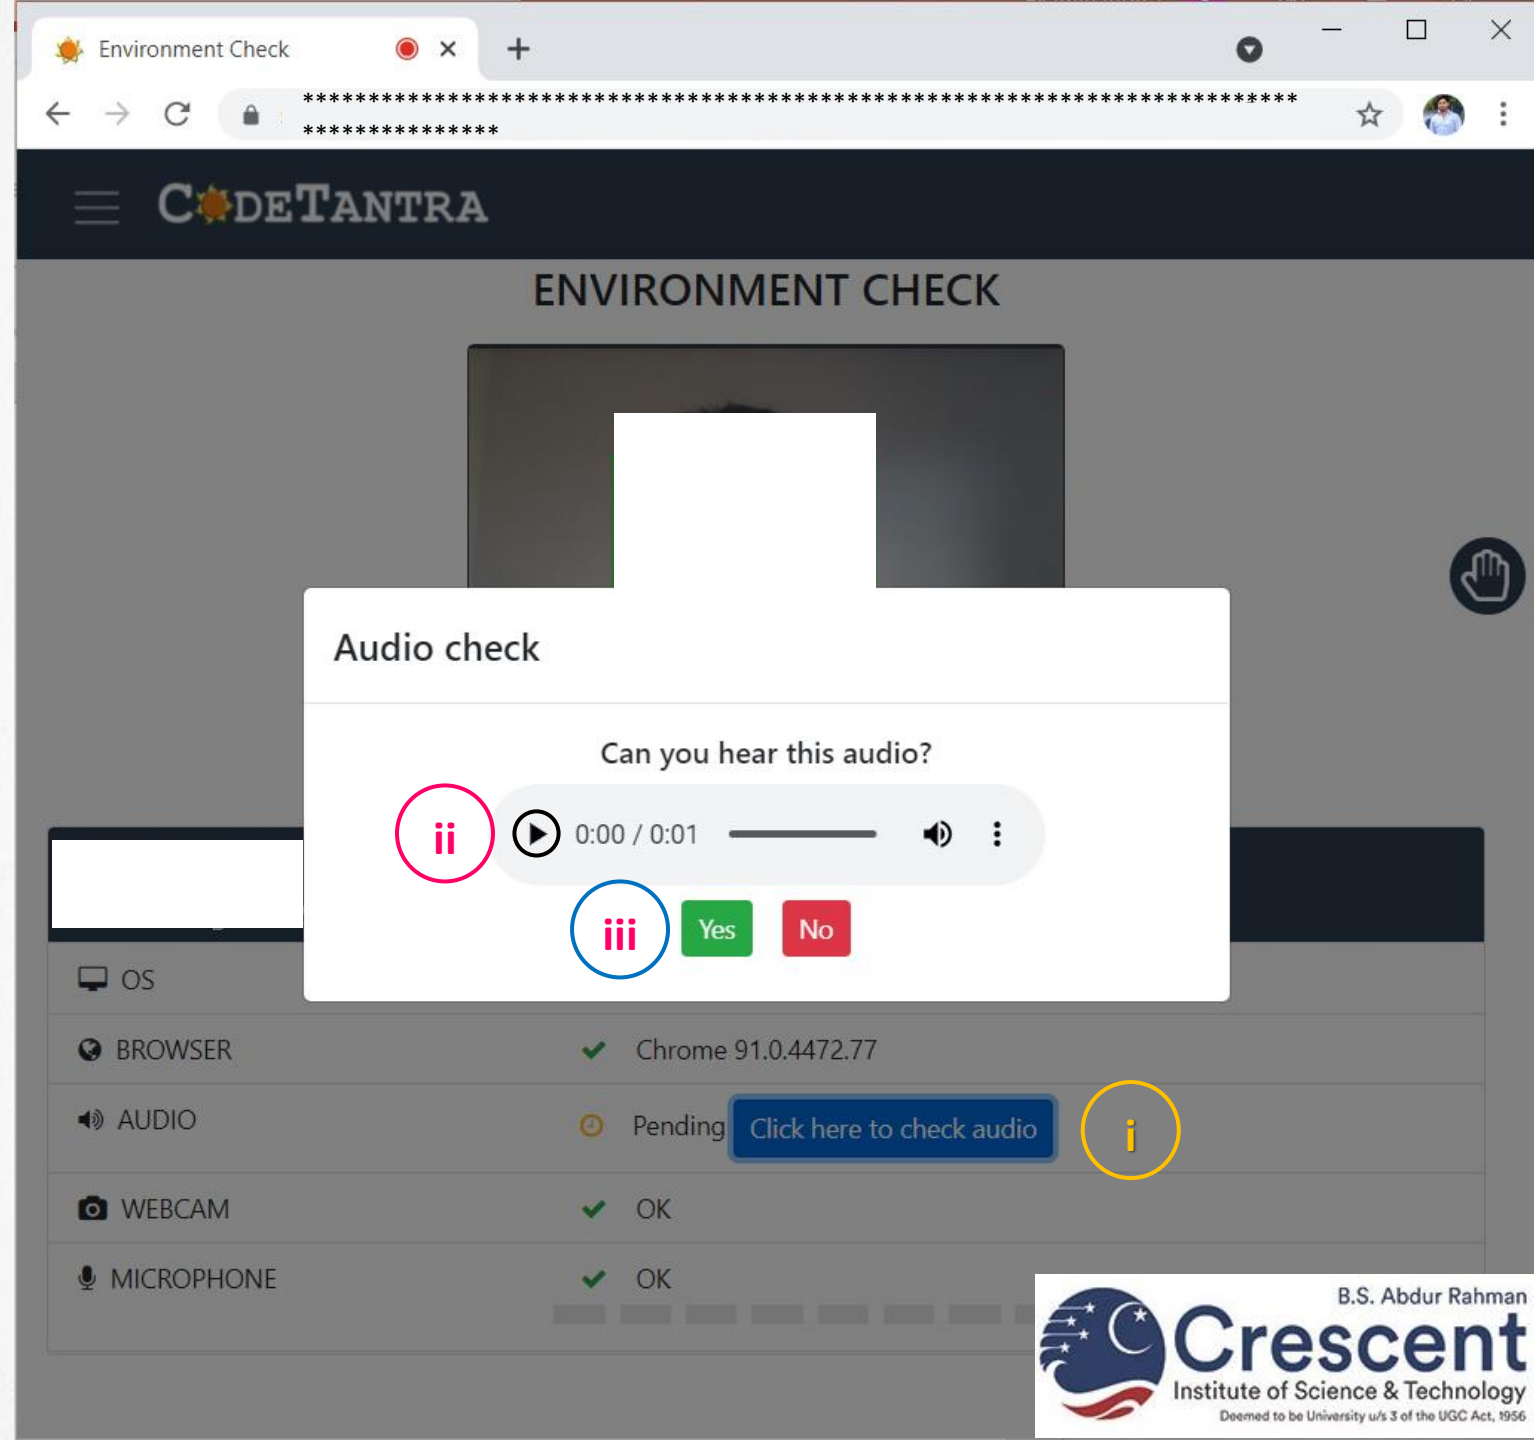 Environment Check
******************************************************************************
***************
CODETANTRA
ENVIRONMENT CHECK
Audio check
Can you hear this audio?
ii
0:00 / 0:01
iii
Yes
No
OS
BROWSER
Chrome 91.0.4472.77
AUDIO
Pending
Click here to check audio
i
WEBCAM
OK
MICROPHONE
OK
B.S. Abdur Rahman
Crescent
Institute of Science & Technology
Deemed to be University u/s 3 of the UGC Act, 1956